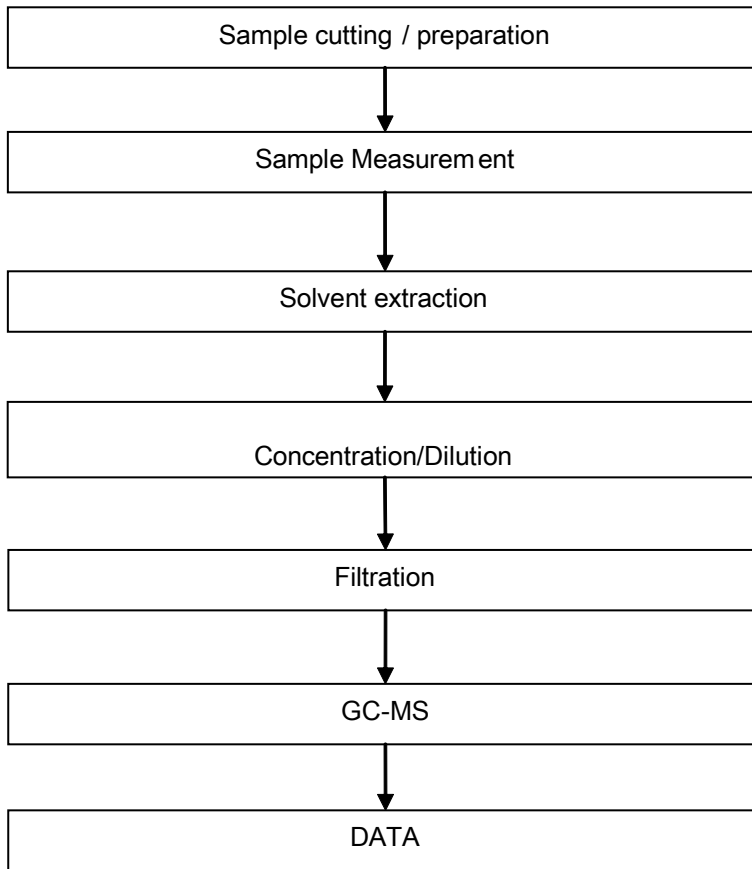 Sample cutting / preparation
Sample Measurement
Solvent extraction
Concentration/Dilution
Filtration
GC-MS
DATA